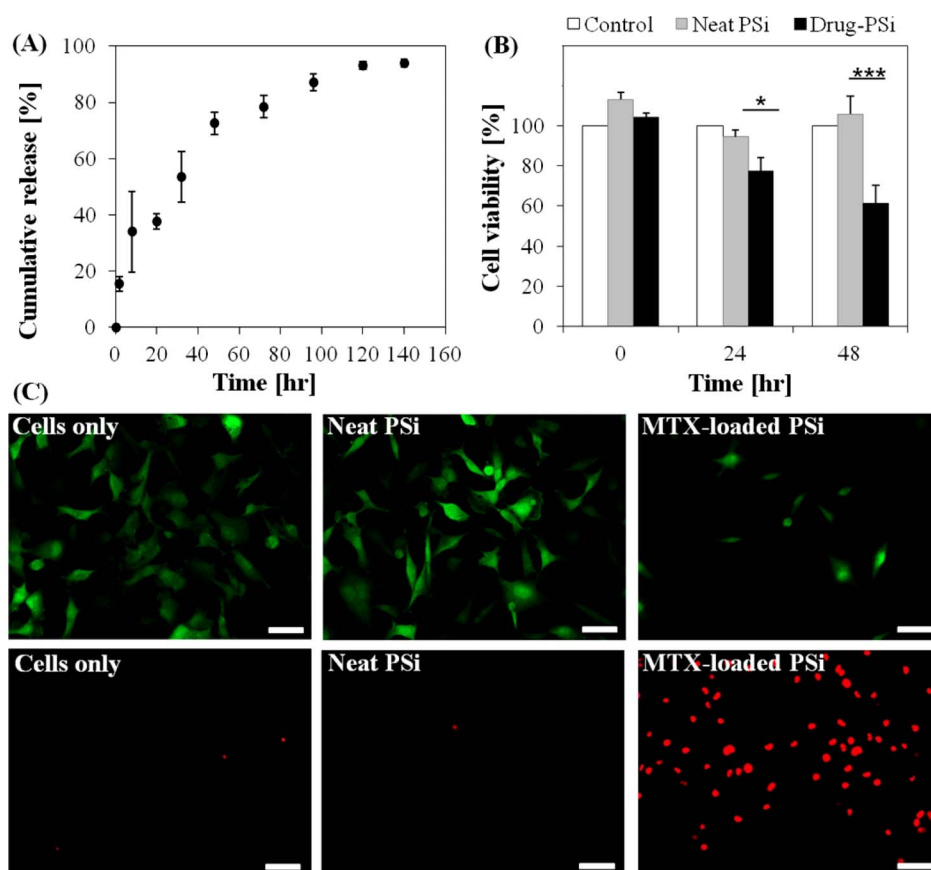 (A)
Cumulative release [%]
100
80
60
40
20
0
0 20 40 60 80 100 120 140 160
Time [hr]
(B)
Control Neat PSi Drug-PSi
Cell viability [%]
100
80
60
40
120
0
* ***
0 24 48
Time [hr]
(C)
Cells only Neat PSi MTX-loaded PSi
Cells only Neat PSi MTX-loaded PSi